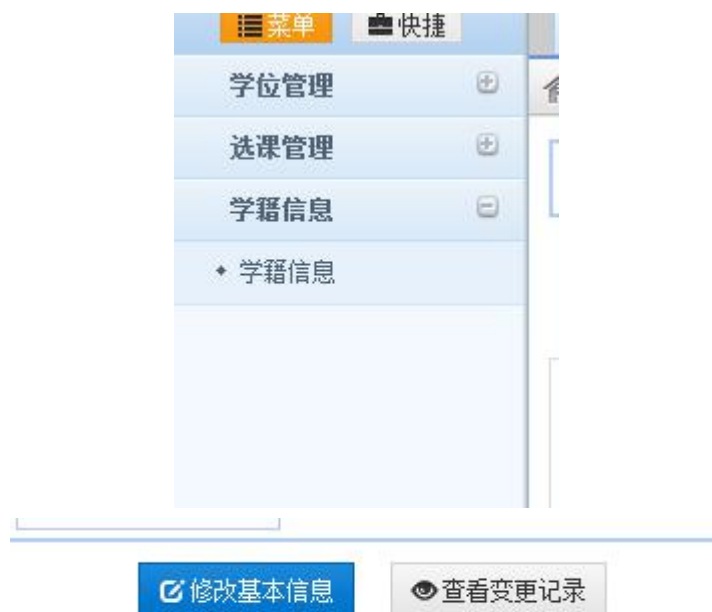 菜单 快捷
学位管理
选课管理
学籍信息
学籍信息
修改基本信息 查看变更记录